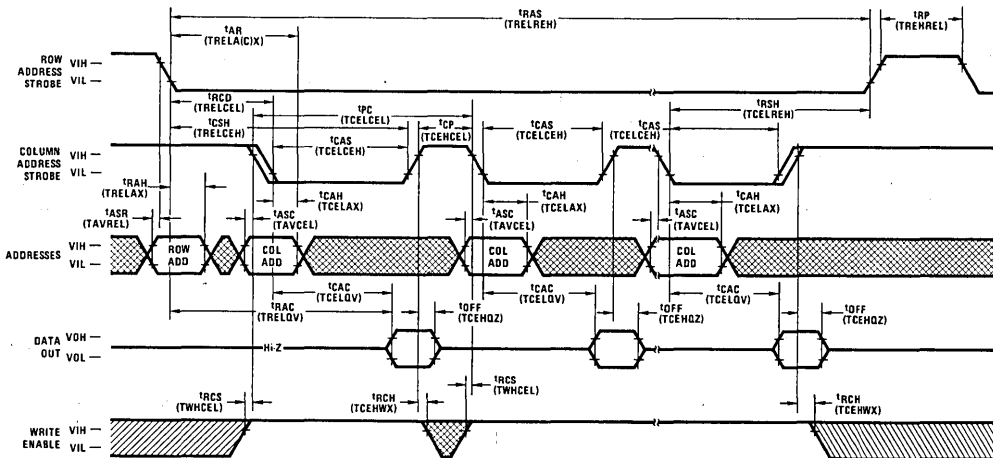 tRAS
(TRELREH)
tRP
(TREHREL)
tAR
(TRELA(C)X)
ROW
ADDRESS
STROBE
VIH
VIL
tRCD
(TRELCEL)
tPC
(TCELCEL)
tRSH
(TCELREH)
tCSH
(TRELCEH)
tCAS
(TCELCEH)
tCP
(TCEHCEL)
tCAS
(TCELCEH)
tCAS
(TCELCEH)
COLUMN
ADDRESS
STROBE
VIH
VIL
tRAH
(TRELAX)
tCAH
(TCELAX)
tCAH
(TCELAX)
tCAH
(TCELAX)
tASR
(TAVREL)
tASC
(TAVCEL)
tASC
(TAVCEL)
tASC
(TAVCEL)
ADDRESSES
VIH
VIL
ROW
ADD
COL
ADD
COL
ADD
COL
ADD
tCAC
(TCELQV)
tCAC
(TCELQV)
tCAC
(TCELQV)
tRAC
(TRELQV)
tOFF
(TCEHQZ)
tOFF
(TCEHQZ)
tOFF
(TCEHQZ)
DATA
OUT
VOH
VOL
Hi-Z
tRCS
(TWHCEL)
tRCH
(TCEHWX)
tRCS
(TWHCEL)
tRCH
(TCEHWX)
WRITE
ENABLE
VIH
VIL